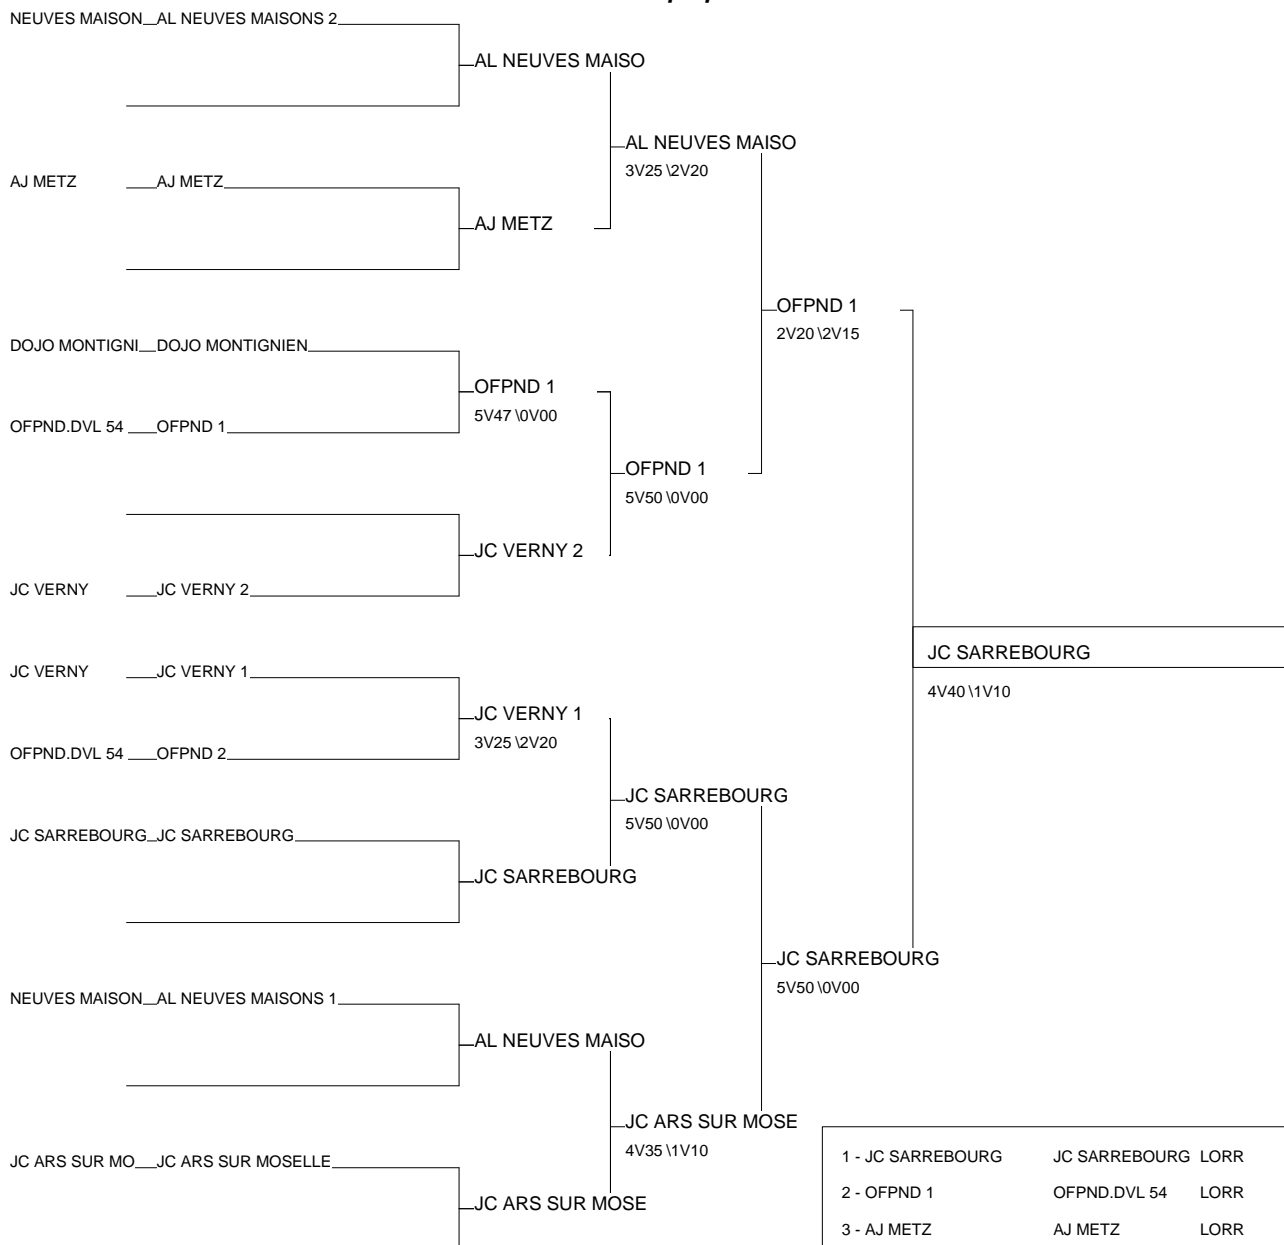 NEUVES MAISON AL NEUVES MAISONS 2
AL NEUVES MAISO
AL NEUVES MAISO
3V25 \2V20
AJ METZ AJ METZ
AJ METZ
OFPND 1
2V20 \2V15
DOJO MONTIGNI DOJO MONTIGNIEN
OFPND 1
5V47 \0V00
OFPND.DVL 54 OFPND 1
OFPND 1
5V50 \0V00
JC VERNY 2
JC VERNY JC VERNY 2
JC SARREBOURG
4V40 \1V10
JC VERNY JC VERNY 1
JC VERNY 1
3V25 \2V20
OFPND.DVL 54 OFPND 2
JC SARREBOURG
5V50 \0V00
JC SARREBOURG JC SARREBOURG
JC SARREBOURG
JC SARREBOURG
5V50 \0V00
NEUVES MAISON AL NEUVES MAISONS 1
AL NEUVES MAISO
JC ARS SUR MOSE
4V35 \1V10
JC ARS SUR MO JC ARS SUR MOSELLE
JC ARS SUR MOSE
1 - JC SARREBOURG JC SARREBOURG LORR
2 - OFPND 1 OFPND.DVL 54 LORR
3 - AJ METZ AJ METZ LORR